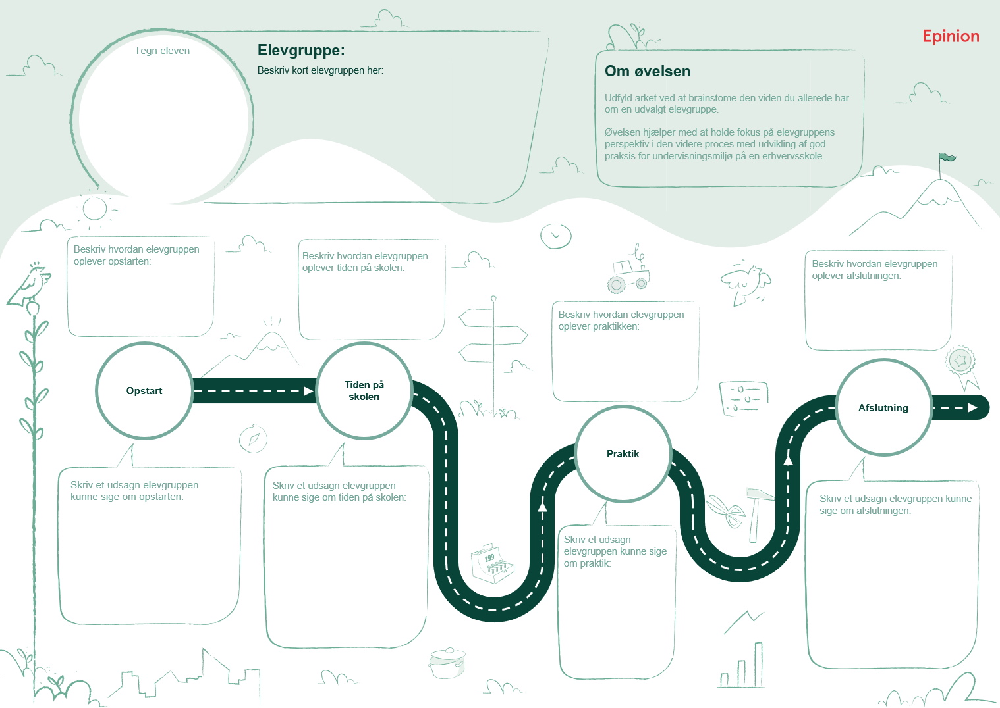 Epinion
Tegn eleven
Elevgruppe:
Beskriv kort elevgruppen her:
Om øvelsen
Udfyld arket ved at brainstome den viden du allerede har
om en udvalgt elevgruppe.
Øvelsen hjælper med at holde fokus på elevgruppens
perspektiv i den videre proces med udvikling af god
praksis for undervisningsmiljø på en erhvervsskole.
Beskriv hvordan elevgruppen
oplever opstarten:
Beskriv hvordan elevgruppen
oplever tiden på skolen:
Beskriv hvordan elevgruppen
oplever praktikken:
Beskriv hvordan elevgruppen
oplever afslutningen:
Opstart
Tiden på
skolen
Praktik
Afslutning
Skriv et udsagn elevgruppen
kunne sige om opstarten:
Skriv et udsagn elevgruppen
kunne sige om tiden på skolen:
199
Skriv et udsagn
elevgruppen kunne sige
om praktik:
Skriv et udsagn elevgruppen kunne
sige om afslutningen: